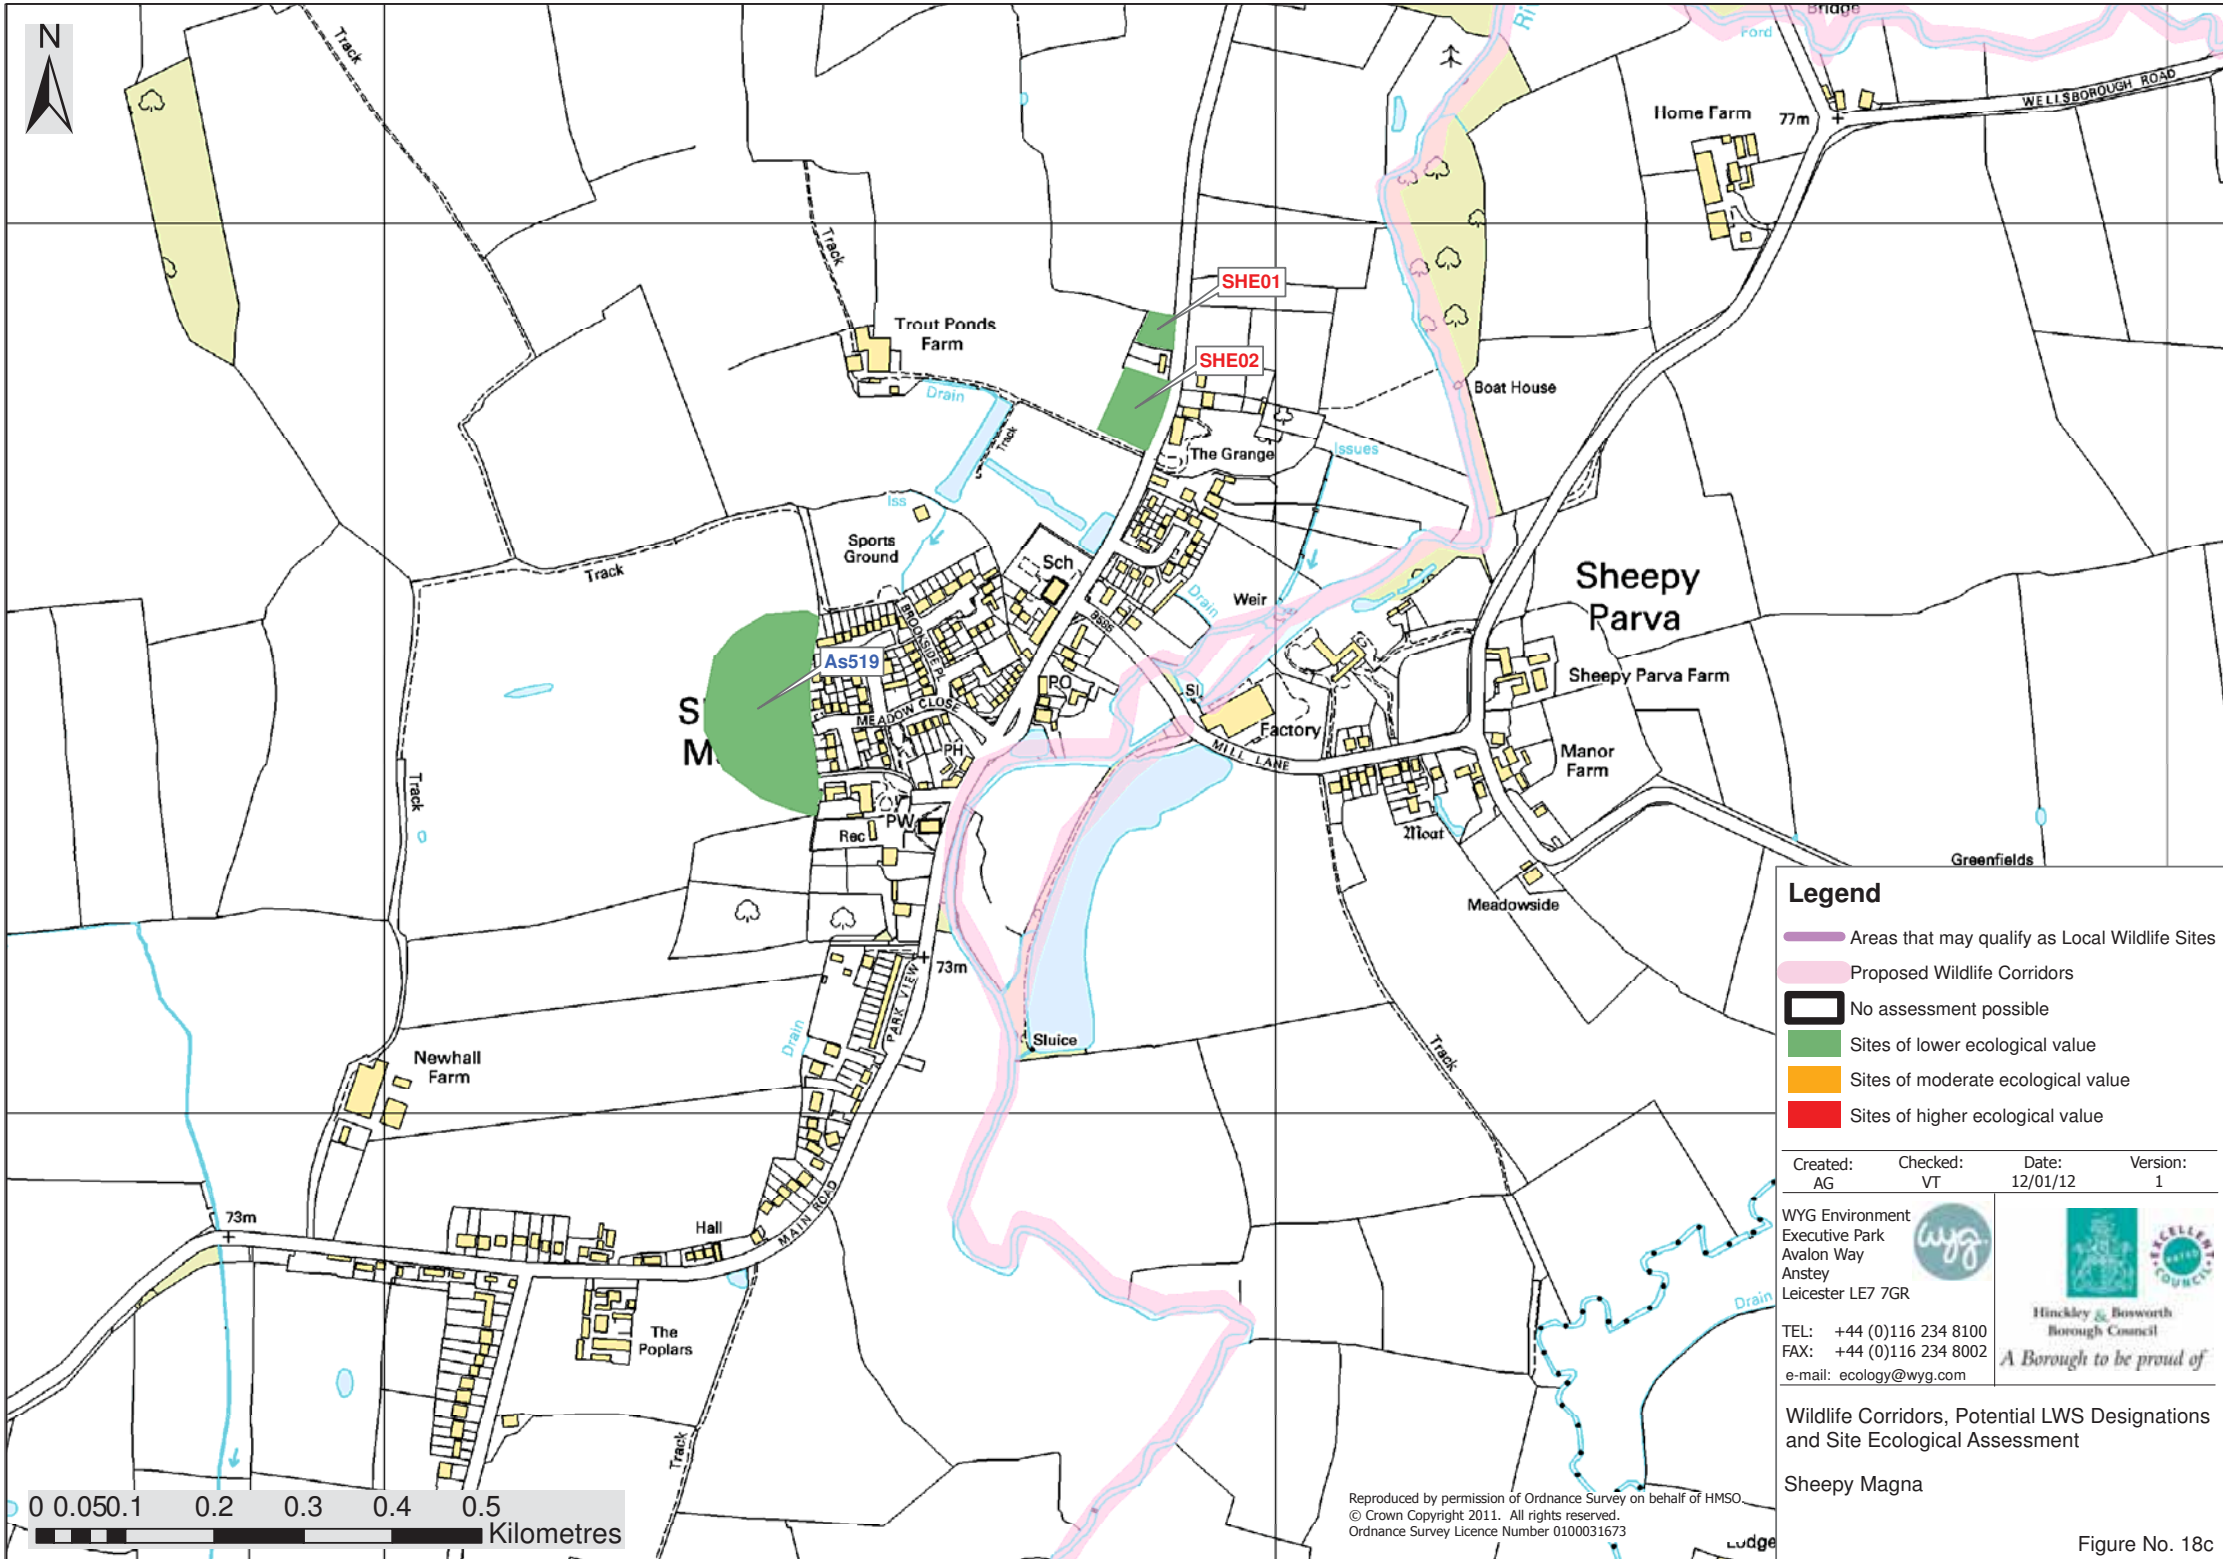 N
Track
Ri
Bridge
Ford
WELLSBOROUGH ROAD
Home Farm
77m
Track
SHE01
Trout Ponds
Farm
SHE02
Drain
Boat House
Track
The Grange
Issues
Iss
Sports
Ground
Sch
Track
Sheepy
Parva
Drain
Weir
B585
BROOKSIDE PL
As519
Sheepy Parva Farm
PO
SI
S
M
MEADOW CLOSE
PH
Factory
MILL LANE
Manor
Farm
Track
PW
Rec
Moat
Greenfields
Meadowside
73m
PARK VIEW
Drain
Sluice
Track
Newhall
Farm
73m
Hall
MAIN ROAD
The
Poplars
Track
Drain
Lodge
Legend
Areas that may qualify as Local Wildlife Sites
Proposed Wildlife Corridors
No assessment possible
Sites of lower ecological value
Sites of moderate ecological value
Sites of higher ecological value
Created: Checked: Date: Version:
AG VT 12/01/12 1
WYG Environment
Executive Park
Avalon Way
Anstey
Leicester LE7 7GR
TEL: +44 (0)116 234 8100
FAX: +44 (0)116 234 8002
e-mail: ecology@wyg.com
wyg
EXCELLENT
RATED
COUNCIL
Hinckley & Bosworth
Borough Council
A Borough to be proud of
Wildlife Corridors, Potential LWS Designations
and Site Ecological Assessment
Sheepy Magna
Figure No. 18c
0 0.05 0.1 0.2 0.3 0.4 0.5
Kilometres
Reproduced by permission of Ordnance Survey on behalf of HMSO.
© Crown Copyright 2011. All rights reserved.
Ordnance Survey Licence Number 0100031673